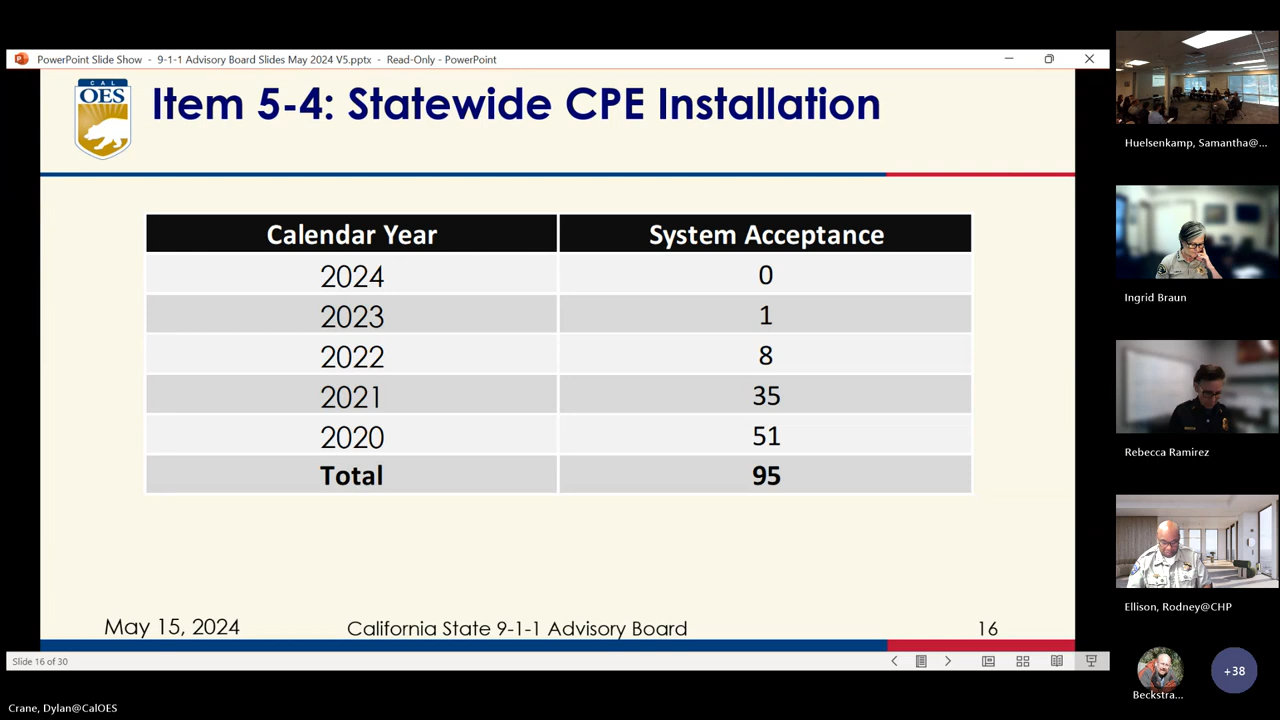 PowerPoint Slide Show - 9-1-1 Advisory Board Slides May 2024 V5.pptx - Read-Only - PowerPoint
CAL
OES
Item 5-4: Statewide CPE Installation
Calendar Year System Acceptance
2024 0
2023 1
2022 8
2021 35
2020 51
Total 95
May 15, 2024 California State 9-1-1 Advisory Board 16
Slide 16 of 30
Crane, Dylan@CalOES
Huelsenkamp, Samantha@...
Ingrid Braun
Rebecca Ramirez
Ellison, Rodney@CHP
Beckstra...
+38